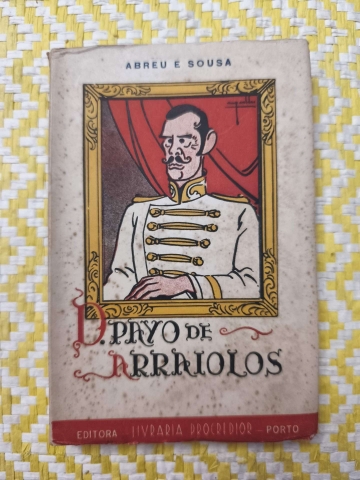 ABREU E SOUSA
D. PAYO DE
ARRAIOLOS
EDITORA LIVRARIA PROGREDIOR - PORTO